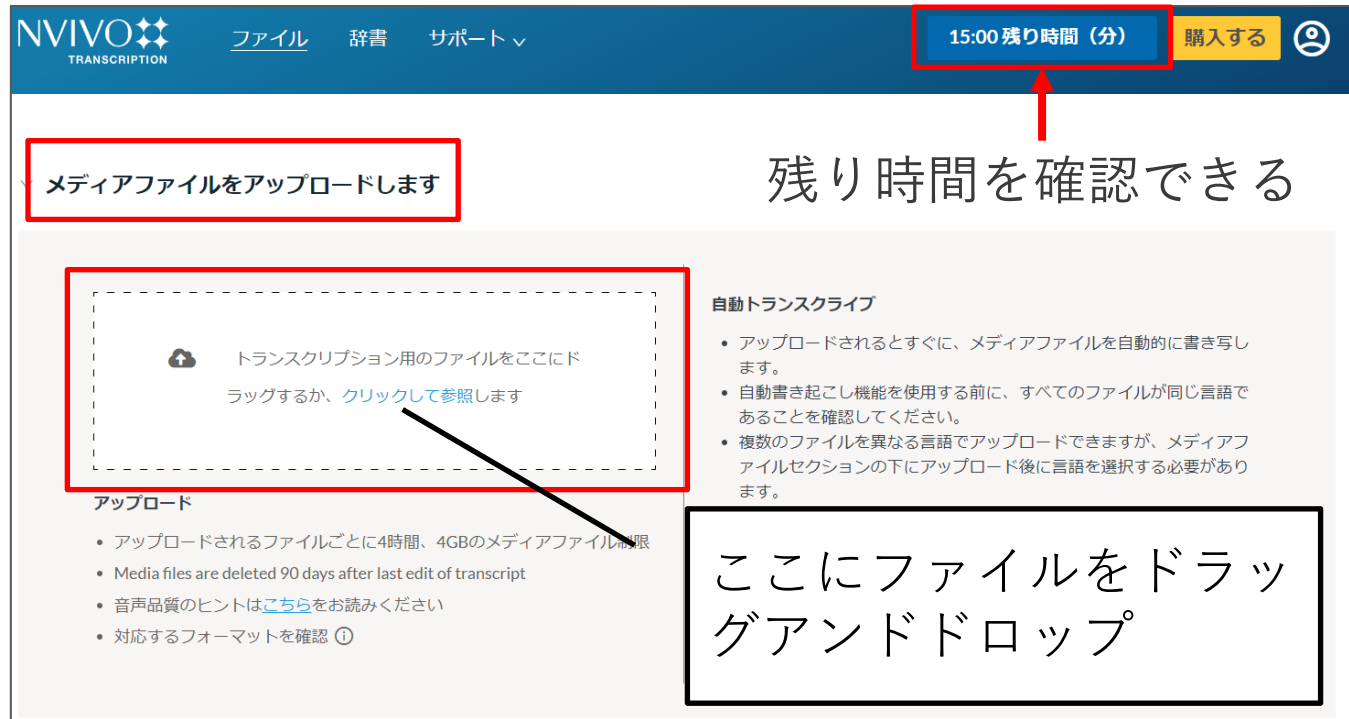 NVIVO
TRANSCRIPTION
ファイル
辞書
サポート
15:00 残り時間（分）
購入する
残り時間を確認できる
メディアファイルをアップロードします
トランスクリプション用のファイルをここにド
ラッグするか、クリックして参照します
アップロード
• アップロードされるファイルごとに4時間、4GBのメディアファイル制限
• Media files are deleted 90 days after last edit of transcript
• 音声品質のヒントはこちらをお読みください
• 対応するフォーマットを確認
自動トランスクライブ
• アップロードされるとすぐに、メディアファイルを自動的に書き写し
ます。
• 自動書き起こし機能を使用する前に、すべてのファイルが同じ言語で
あることを確認してください。
• 複数のファイルを異なる言語でアップロードできますが、メディアフ
ァイルセクションの下にアップロード後に言語を選択する必要があり
ます。
ここにファイルをドラッ
グアンドドロップ